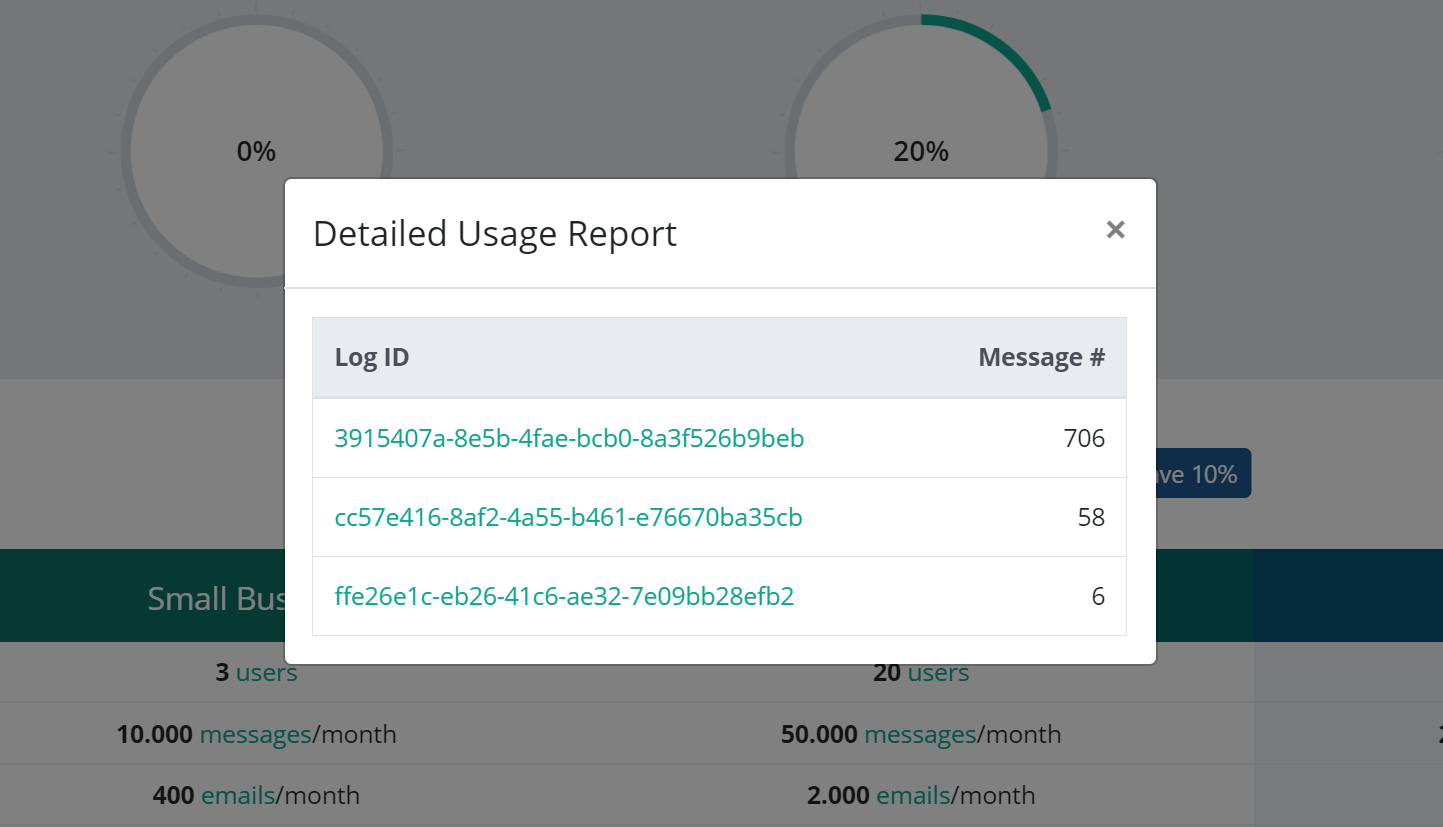 0%
20%
Detailed Usage Report
×
Log ID Message #
3915407a-8e5b-4fae-bcb0-8a3f526b9beb 706
cc57e416-8af2-4a55-b461-e76670ba35cb 58
ffe26e1c-eb26-41c6-ae32-7e09bb28efb2 6
10%
Small
3 users 20 users
10.000 messages/month 50.000 messages/month
400 emails/month 2.000 emails/month